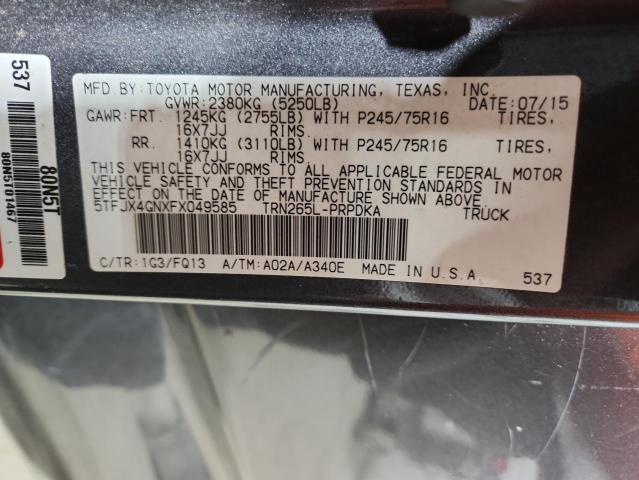 MFD.BY:TOYOTA MOTOR MANUFACTURING, TEXAS, INC.
GVWR:2380KG (5250LB) DATE:07/15
GAWR:FRT. 1245KG (2755LB) WITH P245/75R16 TIRES,
16X7JJ RIMS.
RR. 1410KG (3110LB) WITH P245/75R16 TIRES,
16X7JJ RIMS.
THIS VEHICLE CONFORMS TO ALL APPLICABLE FEDERAL MOTOR
VEHICLE SAFETY AND THEFT PREVENTION STANDARDS IN
EFFECT ON THE DATE OF MANUFACTURE SHOWN ABOVE.
5TFJX4GNXFX049585 TRN265L-PRPDKA TRUCK
C/TR:1G3/FQ13 A/TM:A02A/A340E MADE IN U.S.A
537
537
80N5T
80N5T01467